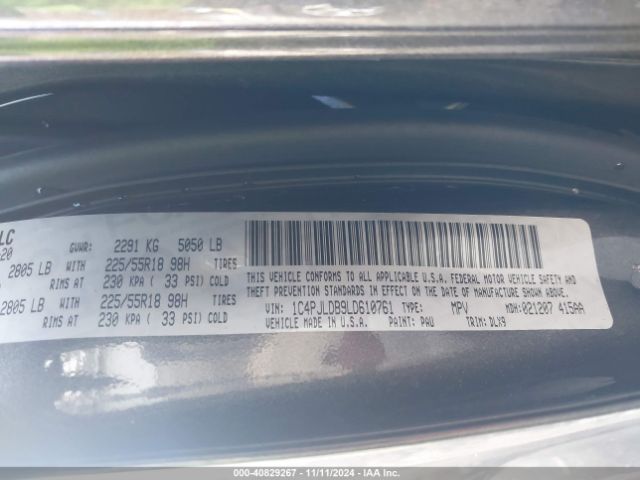 LC
-20
GVWR: 2291 KG 5050 LB
2805 LB WITH 225/55R18 98H TIRES
RIMS AT 230 KPA ( 33 PSI) COLD
2805 LB WITH 225/55R18 98H TIRES
RIMS AT 230 KPA ( 33 PSI) COLD
THIS VEHICLE CONFORMS TO ALL APPLICABLE U.S.A. FEDERAL MOTOR VEHICLE SAFETY AND
THEFT PREVENTION STANDARDS IN EFFECT ON THE DATE OF MANUFACTURE SHOWN ABOVE.
VIN: 1C4PJLDB9LD610761 TYPE: MPV MDH:021207 415AA
VEHICLE MADE IN U.S.A. PAINT: PAU TRIM: DLX9
000-40829267 - 11/11/2024 - IAA Inc.